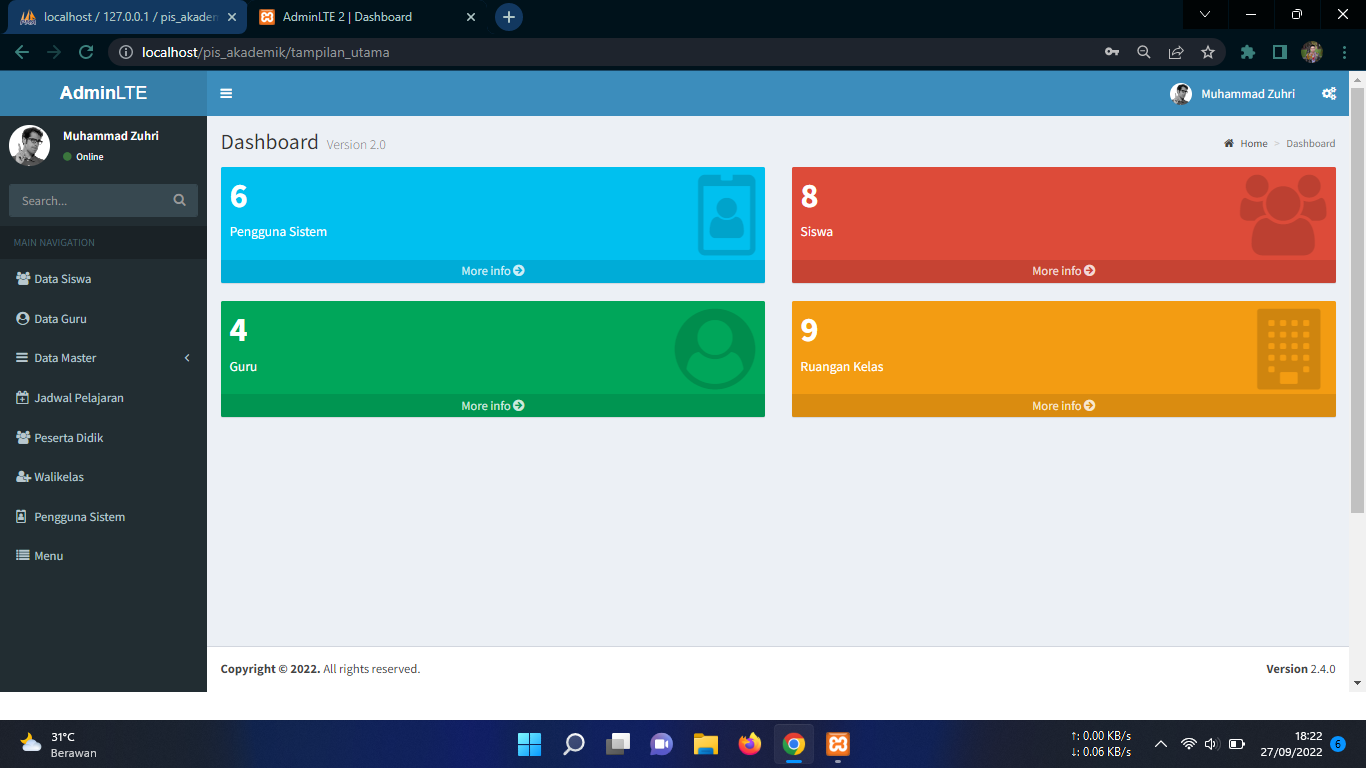 localhost / 127.0.0.1 / pis_akadem
AdminLTE 2 | Dashboard
localhost/pis_akademik/tampilan_utama
AdminLTE
Muhammad Zuhri
Muhammad Zuhri
Online
Search...
MAIN NAVIGATION
Data Siswa
Data Guru
Data Master
Jadwal Pelajaran
Peserta Didik
Walikelas
Pengguna Sistem
Menu
Dashboard Version 2.0
Home > Dashboard
6
Pengguna Sistem
More info
8
Siswa
More info
4
Guru
More info
9
Ruangan Kelas
More info
Copyright © 2022. All rights reserved.
Version 2.4.0
31°C
Berawan
↑: 0.00 KB/s
↓: 0.06 KB/s
18:22
27/09/2022
6